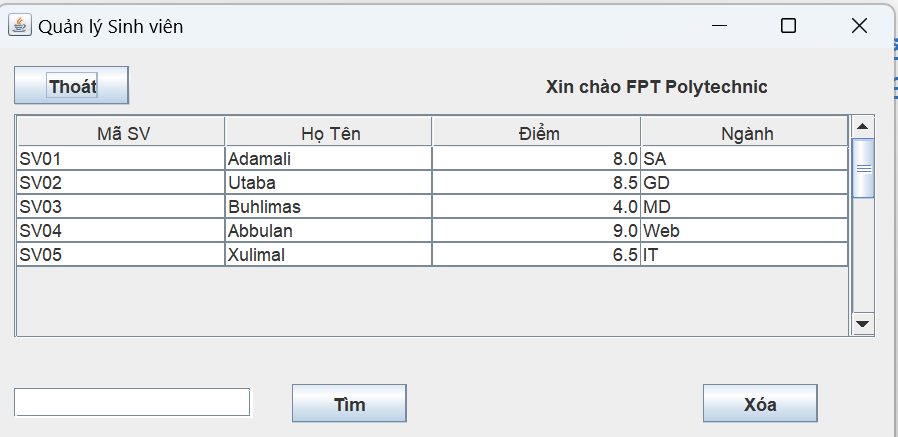 Quản lý Sinh viên
Thoát Xin chào FPT Polytechnic
Mã SV Họ Tên Điểm Ngành
SV01 Adamali 8.0 SA
SV02 Utaba 8.5 GD
SV03 Buhlimas 4.0 MD
SV04 Abbulan 9.0 Web
SV05 Xulimal 6.5 IT
Tìm Xóa